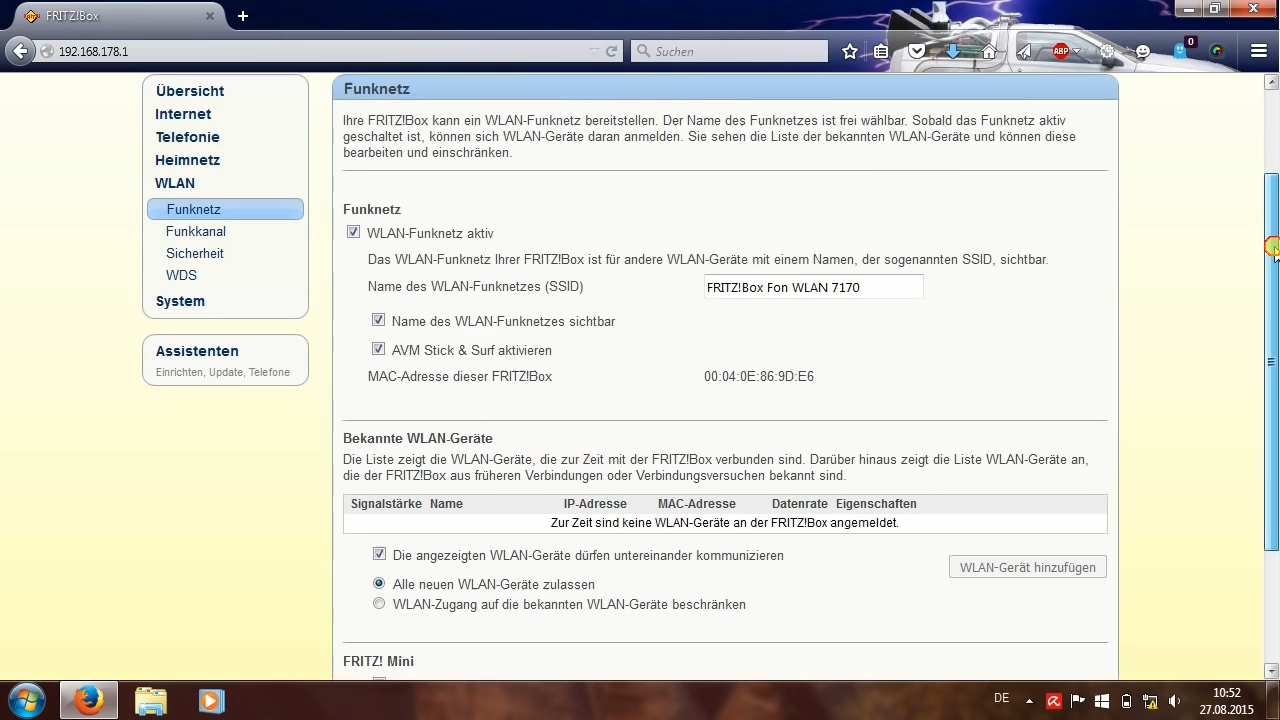 FRITZ!Box
192.168.178.1
Suchen
ABP
0
Übersicht
Internet
Telefonie
Heimnetz
WLAN
Funknetz
Funkkanal
Sicherheit
WDS
System
Assistenten
Einrichten, Update, Telefone
Funknetz
Ihre FRITZ!Box kann ein WLAN-Funknetz bereitstellen. Der Name des Funknetzes ist frei wählbar. Sobald das Funknetz aktiv
geschaltet ist, können sich WLAN-Geräte daran anmelden. Sie sehen die Liste der bekannten WLAN-Geräte und können diese
bearbeiten und einschränken.
Funknetz
WLAN-Funknetz aktiv
Das WLAN-Funknetz Ihrer FRITZ!Box ist für andere WLAN-Geräte mit einem Namen, der sogenannten SSID, sichtbar.
Name des WLAN-Funknetzes (SSID) FRITZ!Box Fon WLAN 7170
Name des WLAN-Funknetzes sichtbar
AVM Stick & Surf aktivieren
MAC-Adresse dieser FRITZ!Box 00:04:0E:86:9D:E6
Bekannte WLAN-Geräte
Die Liste zeigt die WLAN-Geräte, die zur Zeit mit der FRITZ!Box verbunden sind. Darüber hinaus zeigt die Liste WLAN-Geräte an,
die der FRITZ!Box aus früheren Verbindungen oder Verbindungsversuchen bekannt sind.
Signalstärke Name IP-Adresse MAC-Adresse Datenrate Eigenschaften
Zur Zeit sind keine WLAN-Geräte an der FRITZ!Box angemeldet.
Die angezeigten WLAN-Geräte dürfen untereinander kommunizieren
WLAN-Gerät hinzufügen
Alle neuen WLAN-Geräte zulassen
WLAN-Zugang auf die bekannten WLAN-Geräte beschränken
FRITZ! Mini
DE
10:52
27.08.2015